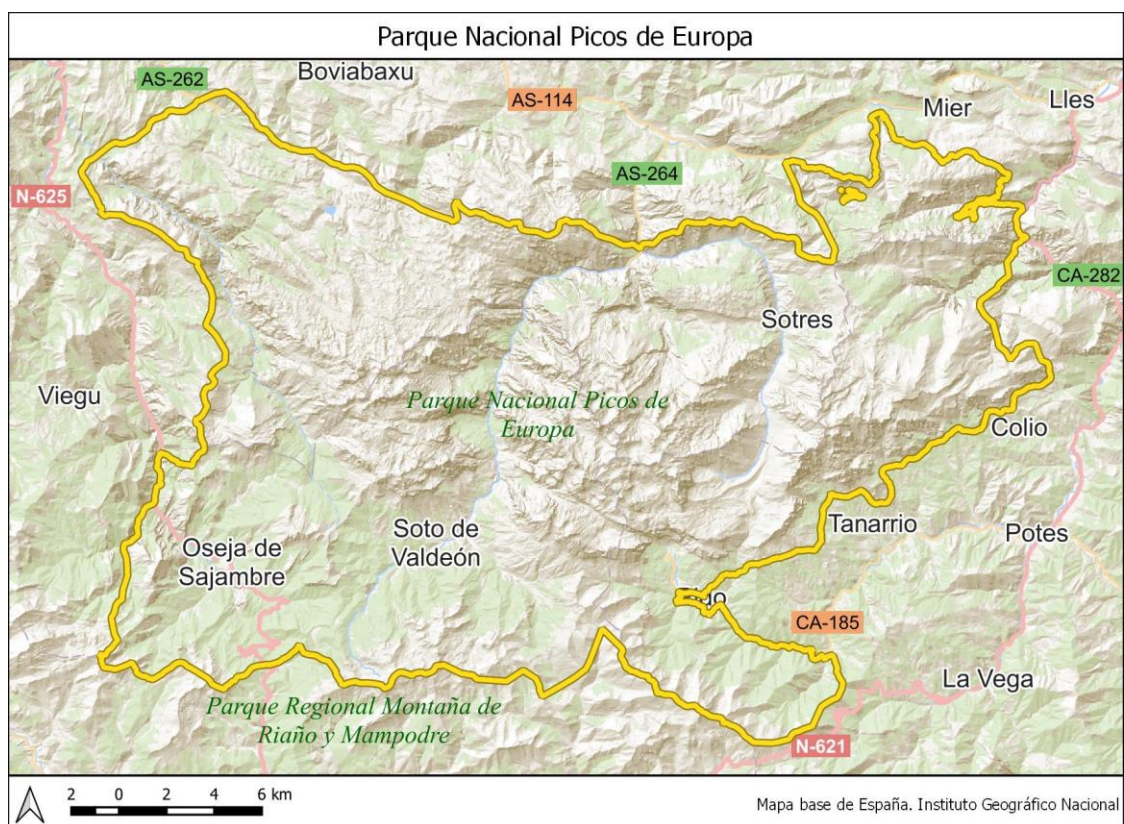 Parque Nacional Picos de Europa
AS-262
Boviabaxu
AS-114
Mier
Lles
AS-264
N-625
CA-282
Sotres
Viegu
Parque Nacional Picos de
Europa
Colio
Soto de
Valdeón
Tanarrio
Potes
Oseja de
Sajambre
CA-185
La Vega
Parque Regional Montaña de
Riaño y Mampodre
N-621
2 0 2 4 6 km
Mapa base de España. Instituto Geográfico Nacional